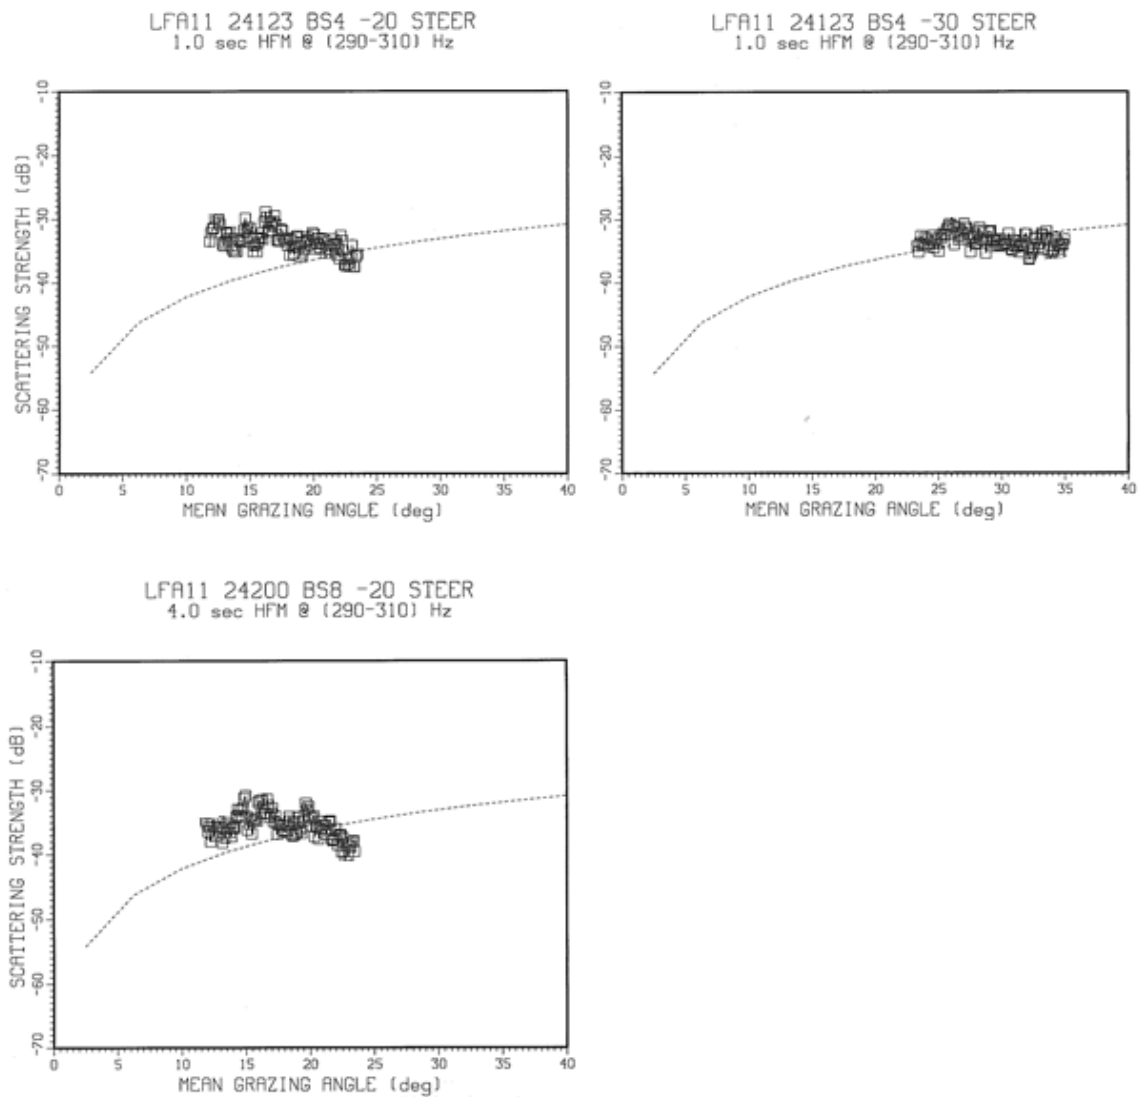 LFA11 24123 BS4 -20 STEER
1.0 sec HFM @ (290-310) Hz
SCATTERING STRENGTH (dB)
-10
-20
-30
-40
-50
-60
-70
0 5 10 15 20 25 30 35 40
MEAN GRAZING ANGLE (deg)
LFA11 24123 BS4 -30 STEER
1.0 sec HFM @ (290-310) Hz
-10
-20
-30
-40
-50
-60
-70
0 5 10 15 20 25 30 35 40
MEAN GRAZING ANGLE (deg)
LFA11 24200 BS8 -20 STEER
4.0 sec HFM @ (290-310) Hz
SCATTERING STRENGTH (dB)
-10
-20
-30
-40
-50
-60
-70
0 5 10 15 20 25 30 35 40
MEAN GRAZING ANGLE (deg)